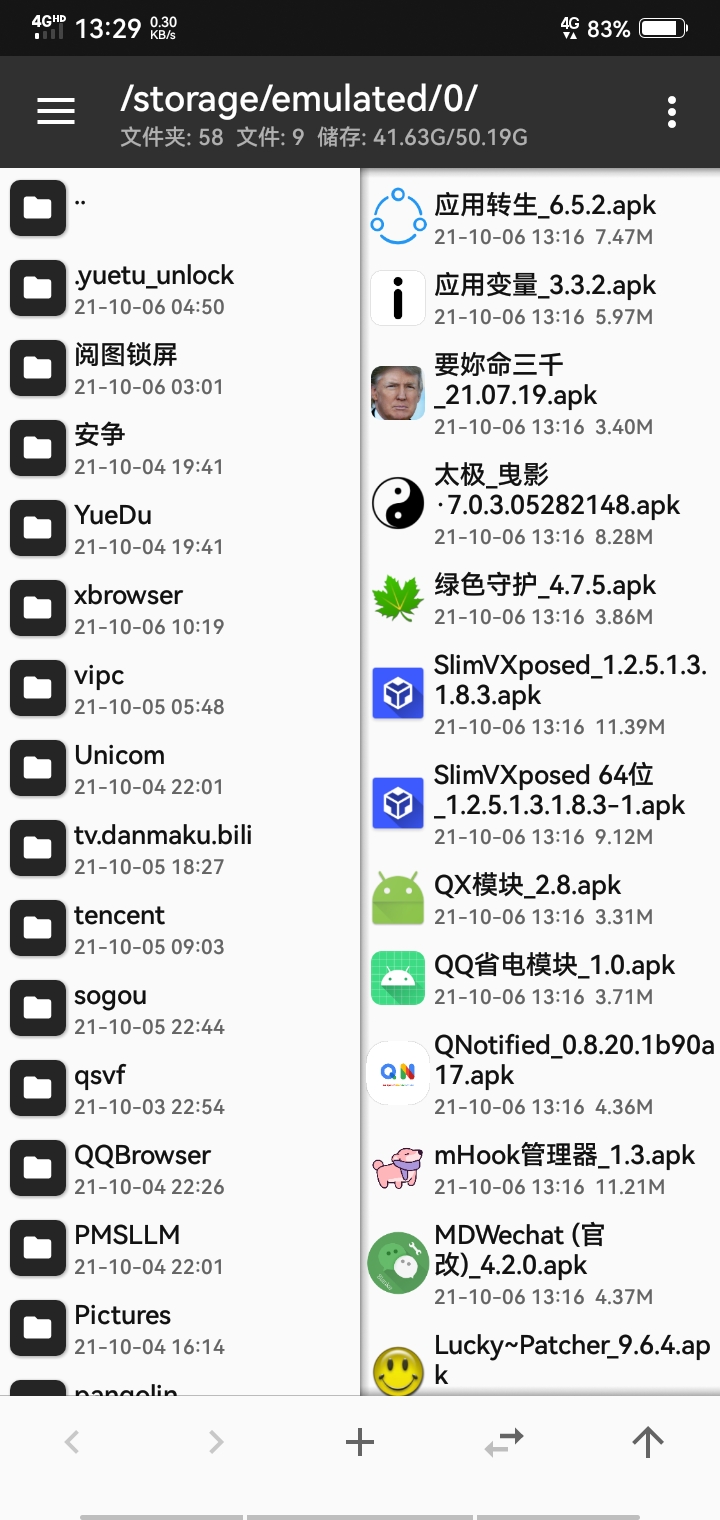 4GHD 13:29 0.30 KB/s 4G 83%
/storage/emulated/0/
文件夹: 58 文件: 9 储存: 41.63G/50.19G
..
.yuetu_unlock
21-10-06 04:50
阅图锁屏
21-10-06 03:01
安争
21-10-04 19:41
YueDu
21-10-04 19:41
xbrowser
21-10-06 10:19
vipc
21-10-05 05:48
Unicom
21-10-04 22:01
tv.danmaku.bili
21-10-05 18:27
tencent
21-10-05 09:03
sogou
21-10-05 22:44
qsvf
21-10-03 22:54
QQBrowser
21-10-04 22:26
PMSLLM
21-10-04 22:01
Pictures
21-10-04 16:14
pangolin
应用转生_6.5.2.apk
21-10-06 13:16 7.47M
i
应用变量_3.3.2.apk
21-10-06 13:16 5.97M
要妳命三千
_21.07.19.apk
21-10-06 13:16 3.40M
太极_曳影
·7.0.3.05282148.apk
21-10-06 13:16 8.28M
绿色守护_4.7.5.apk
21-10-06 13:16 3.86M
SlimVXposed_1.2.5.1.3.
1.8.3.apk
21-10-06 13:16 11.39M
SlimVXposed 64位
_1.2.5.1.3.1.8.3-1.apk
21-10-06 13:16 9.12M
QX模块_2.8.apk
21-10-06 13:16 3.31M
QQ省电模块_1.0.apk
21-10-06 13:16 3.71M
QN
QNotified_0.8.20.1b90a
17.apk
21-10-06 13:16 4.36M
mHook管理器_1.3.apk
21-10-06 13:16 11.21M
MDWechat (官
改)_4.2.0.apk
21-10-06 13:16 4.37M
Lucky~Patcher_9.6.4.ap
k